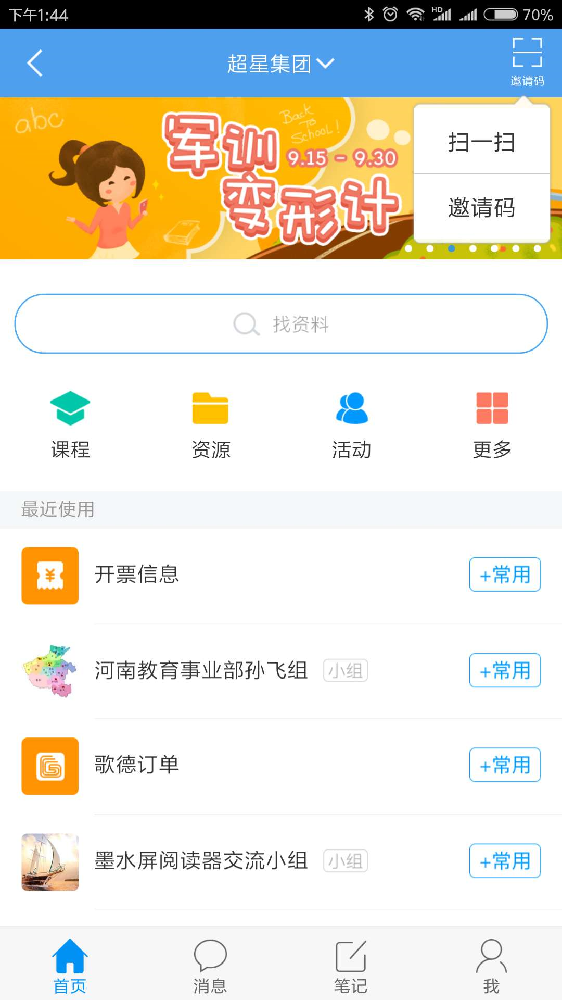 下午1:44
HD
70%
超星集团
邀请码
abc
Back
To
School!
军训
9.15 - 9.30
变形计
扫一扫
邀请码
找资料
课程
资源
活动
更多
最近使用
开票信息
+常用
河南教育事业部孙飞组
小组
+常用
歌德订单
+常用
墨水屏阅读器交流小组
小组
+常用
首页
消息
笔记
我